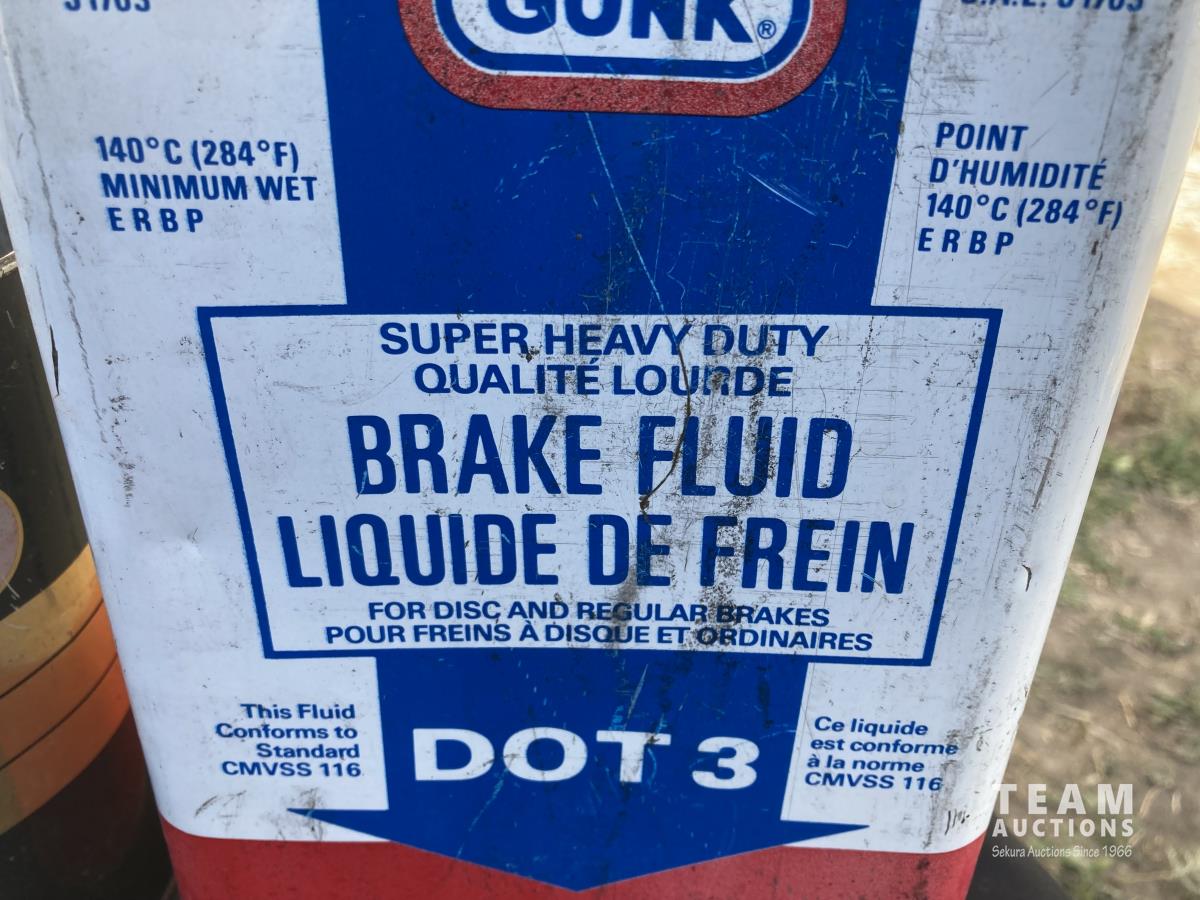 GUNK®
140°C (284°F)
MINIMUM WET
E R B P
POINT
D'HUMIDITÉ
140°C (284°F)
E R B P
SUPER HEAVY DUTY
QUALITÉ LOURDE
BRAKE FLUID
LIQUIDE DE FREIN
FOR DISC AND REGULAR BRAKES
POUR FREINS À DISQUE ET ORDINAIRES
This Fluid
Conforms to
Standard
CMVSS 116
DOT 3
Ce liquide
est conforme
à la norme
CMVSS 116
TEAM
AUCTIONS
Sekura Auctions Since 1966